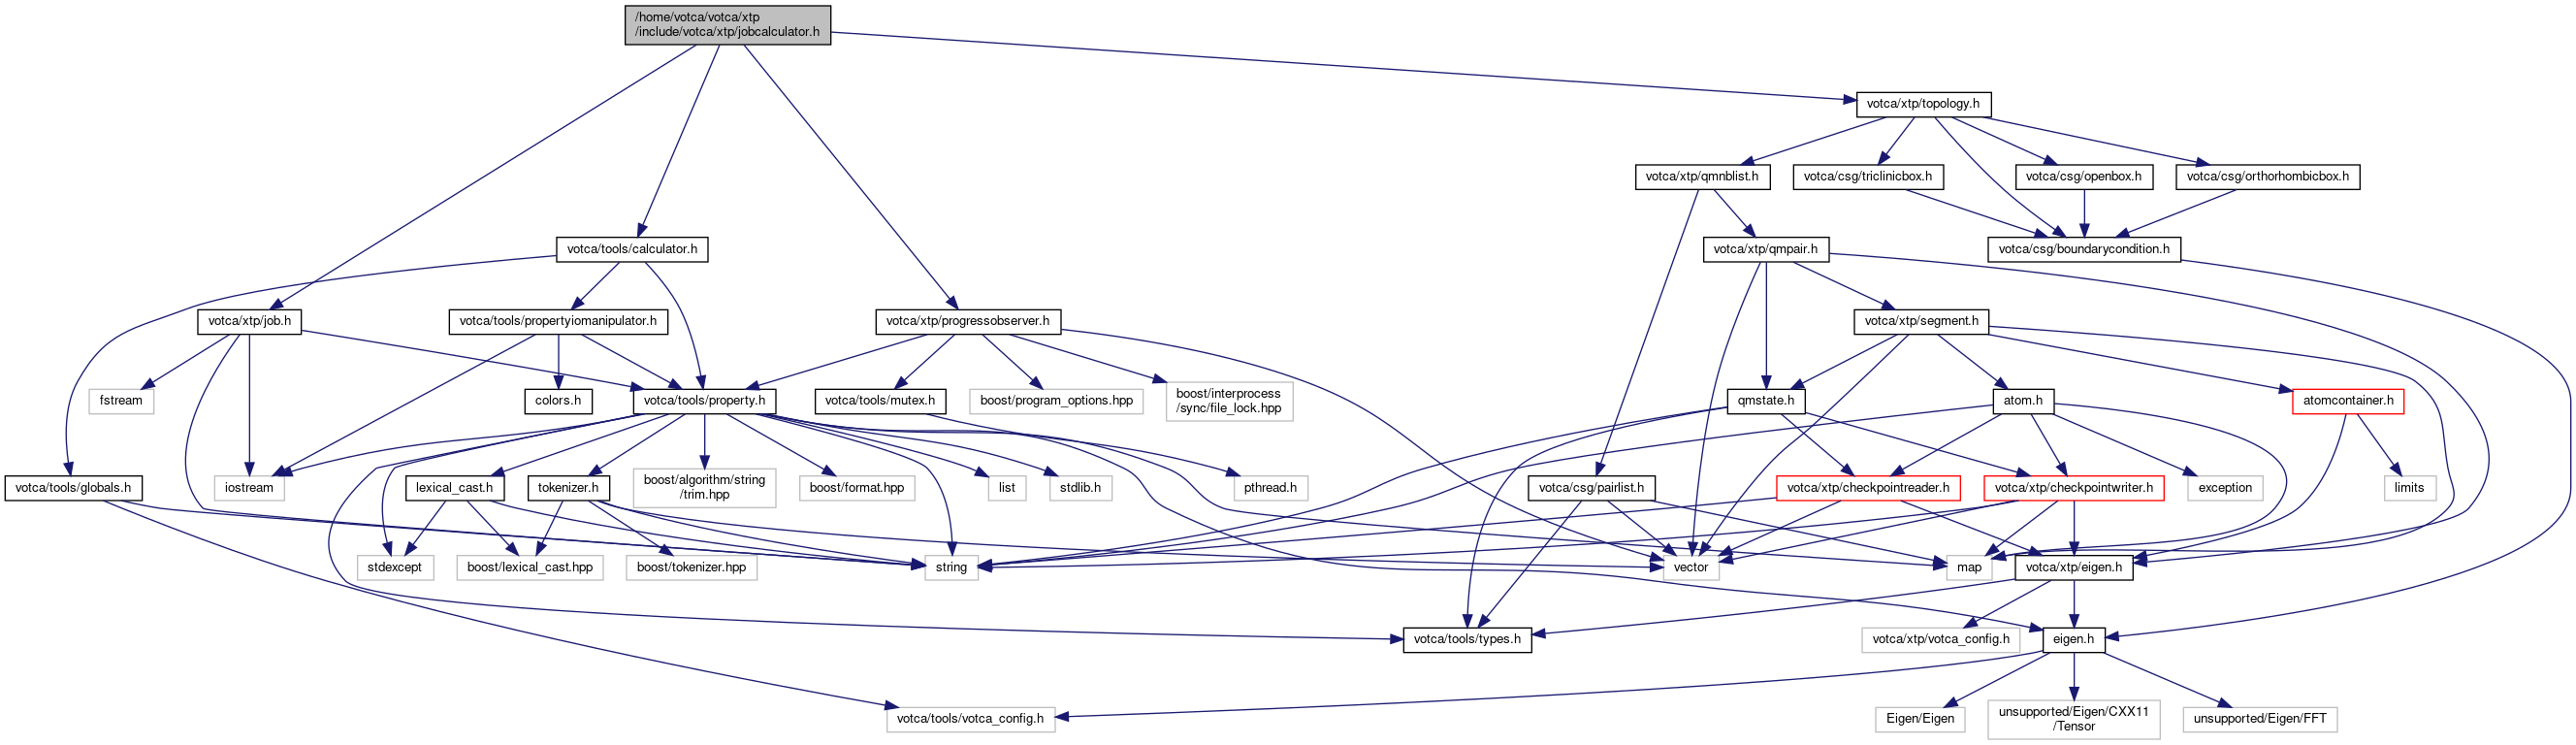 /home/votca/votca/xtp
/include/votca/xtp/jobcalculator.h
votca/xtp/topology.h
votca/xtp/qmnblist.h
votca/csg/triclinicbox.h
votca/csg/openbox.h
votca/csg/orthorhombicbox.h
votca/tools/calculator.h
votca/xtp/qmpair.h
votca/csg/boundarycondition.h
votca/xtp/job.h
votca/tools/propertyiomanipulator.h
votca/xtp/progressobserver.h
votca/xtp/segment.h
fstream
colors.h
votca/tools/property.h
votca/tools/mutex.h
boost/program_options.hpp
boost/interprocess
/sync/file_lock.hpp
qmstate.h
atom.h
atomcontainer.h
votca/tools/globals.h
iostream
lexical_cast.h
tokenizer.h
boost/algorithm/string
/trim.hpp
boost/format.hpp
list
stdlib.h
pthread.h
votca/csg/pairlist.h
votca/xtp/checkpointreader.h
votca/xtp/checkpointwriter.h
exception
limits
stdexcept
boost/lexical_cast.hpp
boost/tokenizer.hpp
string
vector
map
votca/xtp/eigen.h
votca/tools/types.h
votca/xtp/votca_config.h
eigen.h
votca/tools/votca_config.h
Eigen/Eigen
unsupported/Eigen/CXX11
/Tensor
unsupported/Eigen/FFT